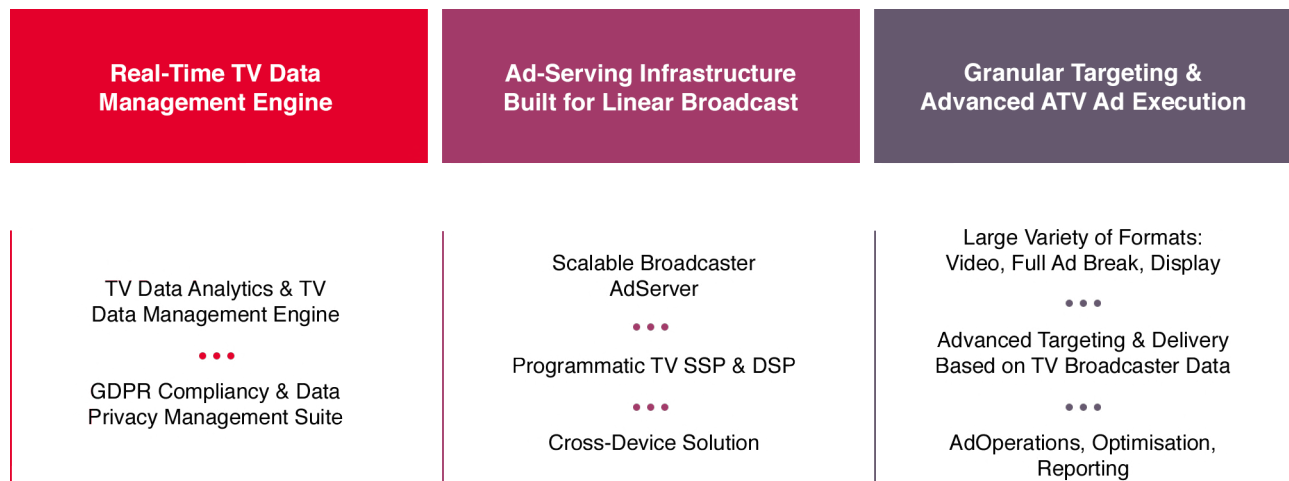 Real-Time TV Data
Management Engine
TV Data Analytics & TV
Data Management Engine
GDPR Compliancy & Data
Privacy Management Suite
Ad-Serving Infrastructure
Built for Linear Broadcast
Scalable Broadcaster
AdServer
Programmatic TV SSP & DSP
Cross-Device Solution
Granular Targeting &
Advanced ATV Ad Execution
Large Variety of Formats:
Video, Full Ad Break, Display
Advanced Targeting & Delivery
Based on TV Broadcaster Data
AdOperations, Optimisation,
Reporting